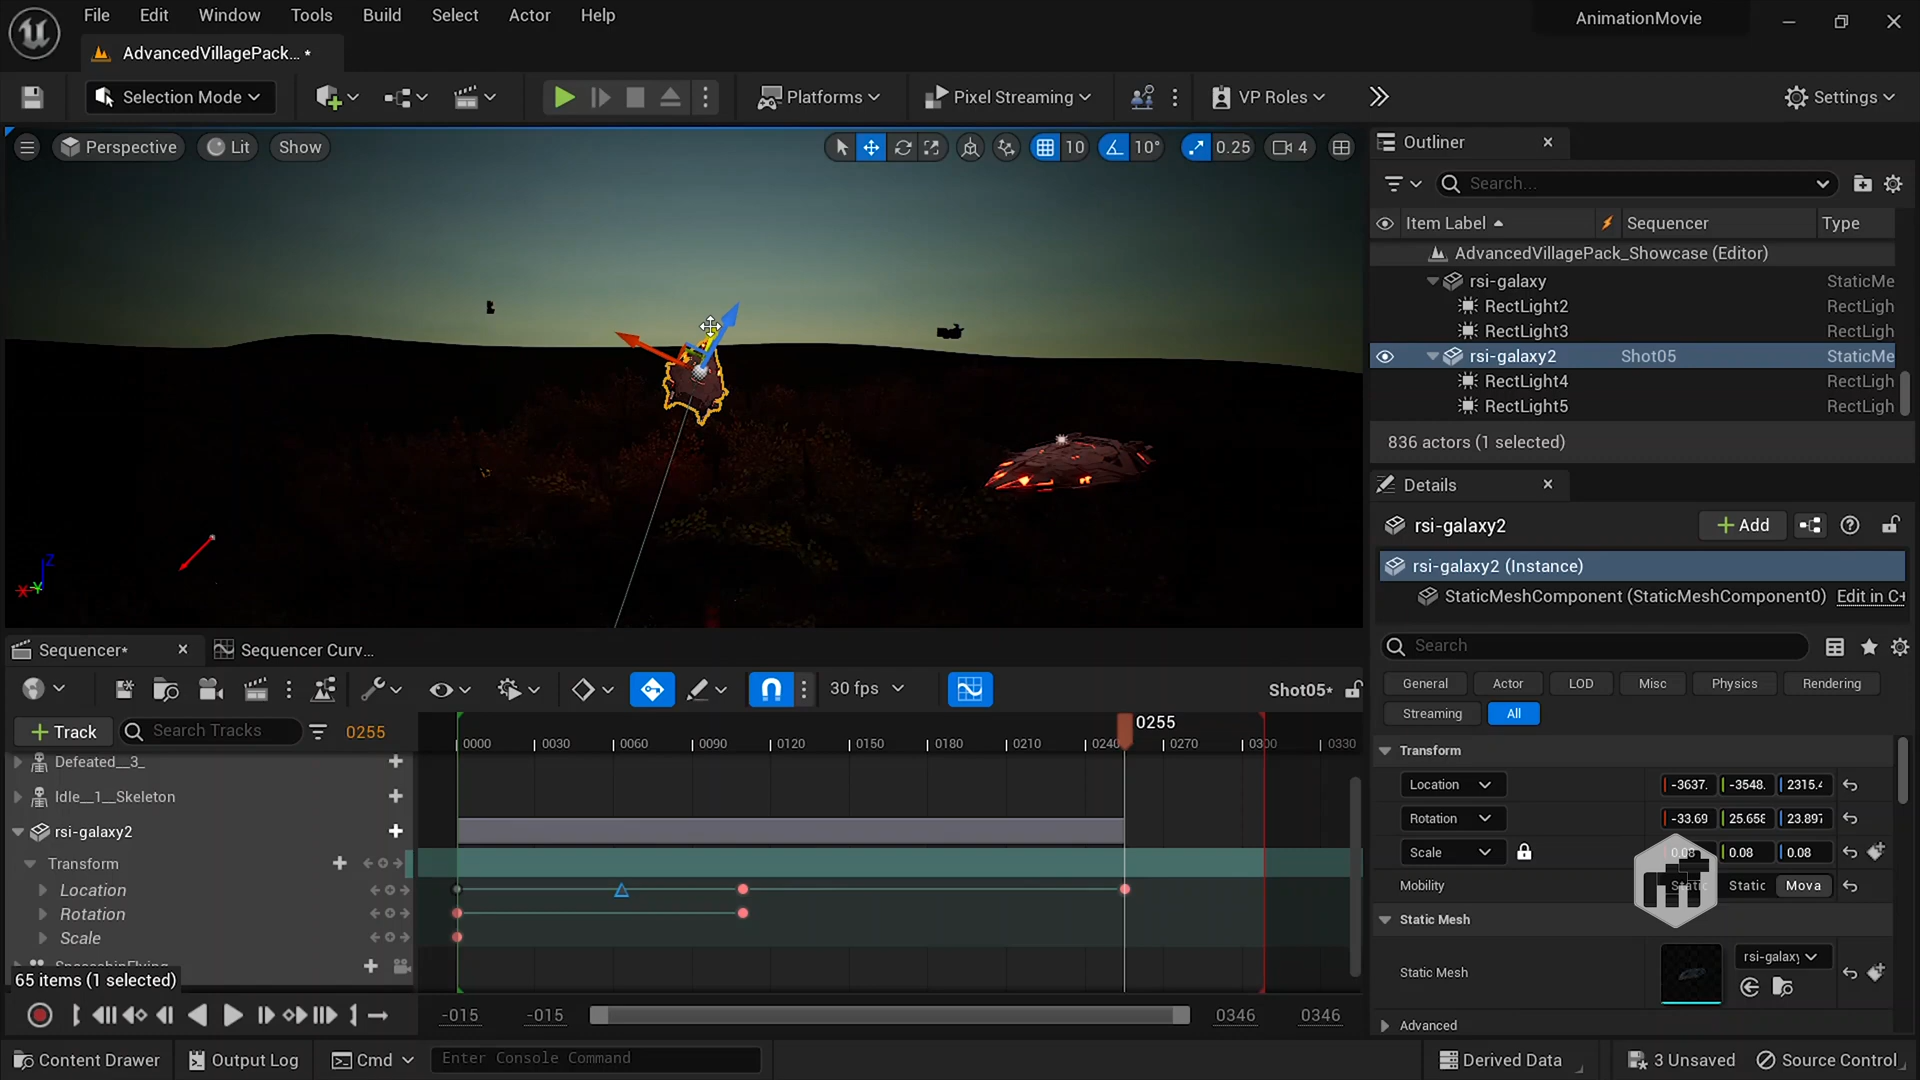 File Edit Window Tools Build Select Actor Help
AnimationMovie
AdvancedVillagePack... •
Selection Mode
Platforms
Pixel Streaming
VP Roles
Settings
Perspective Lit Show
10 10° 0.25 4
Outliner
Search...
Item Label Sequencer Type
AdvancedVillagePack_Showcase (Editor)
rsi-galaxy StaticMe
RectLight2 RectLigh
RectLight3 RectLigh
rsi-galaxy2 Shot05 StaticMe
RectLight4 RectLigh
RectLight5 RectLigh
836 actors (1 selected)
Details
rsi-galaxy2 Add
rsi-galaxy2 (Instance)
StaticMeshComponent (StaticMeshComponent0) Edit in C+
Search
General Actor LOD Misc Physics Rendering
Streaming All
Transform
Location -3637. -3548. 2315.4
Rotation -33.69 25.658 23.897
Scale 0.08 0.08 0.08
Mobility Static Static Mova
Static Mesh
Static Mesh rsi-galaxy
Advanced
Z
Sequencer* Sequencer Curv...
30 fps
Shot05*
Track Search Tracks 0255
0255
0000 0030 0060 0090 0120 0150 0180 0210 0240 0270 0300 0330
Defeated__3_
Idle__1__Skeleton
rsi-galaxy2
Transform
Location
Rotation
Scale
65 items (1 selected)
-015 -015 0346 0346
Content Drawer Output Log Cmd Enter Console Command Derived Data 3 Unsaved Source Control